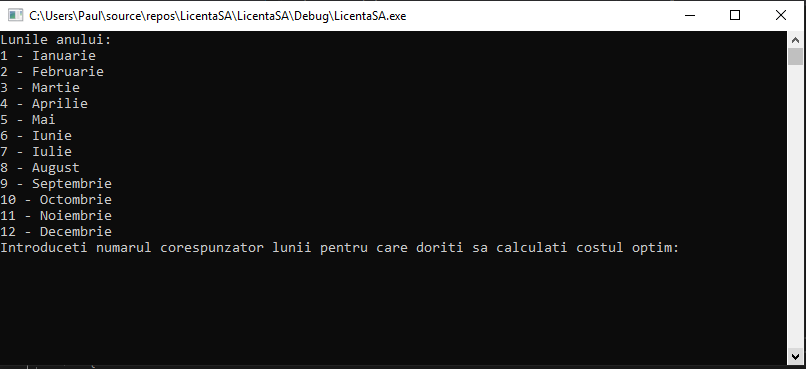 C:\Users\Paul\source\repos\LicentaSA\LicentaSA\Debug\LicentaSA.exe
Lunile anului:
1 - Ianuarie
2 - Februarie
3 - Martie
4 - Aprilie
5 - Mai
6 - Iunie
7 - Iulie
8 - August
9 - Septembrie
10 - Octombrie
11 - Noiembrie
12 - Decembrie
Introduceti numarul corespunzator lunii pentru care doriti sa calculati costul optim: